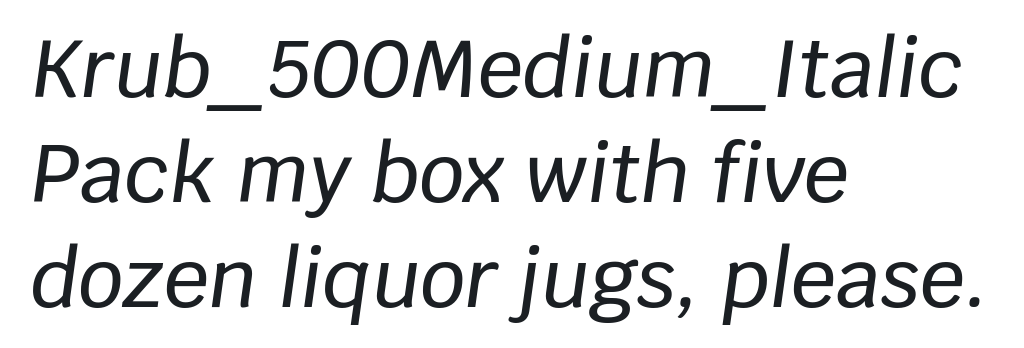 Krub_500Medium_Italic
Pack my box with five
dozen liquor jugs, please.